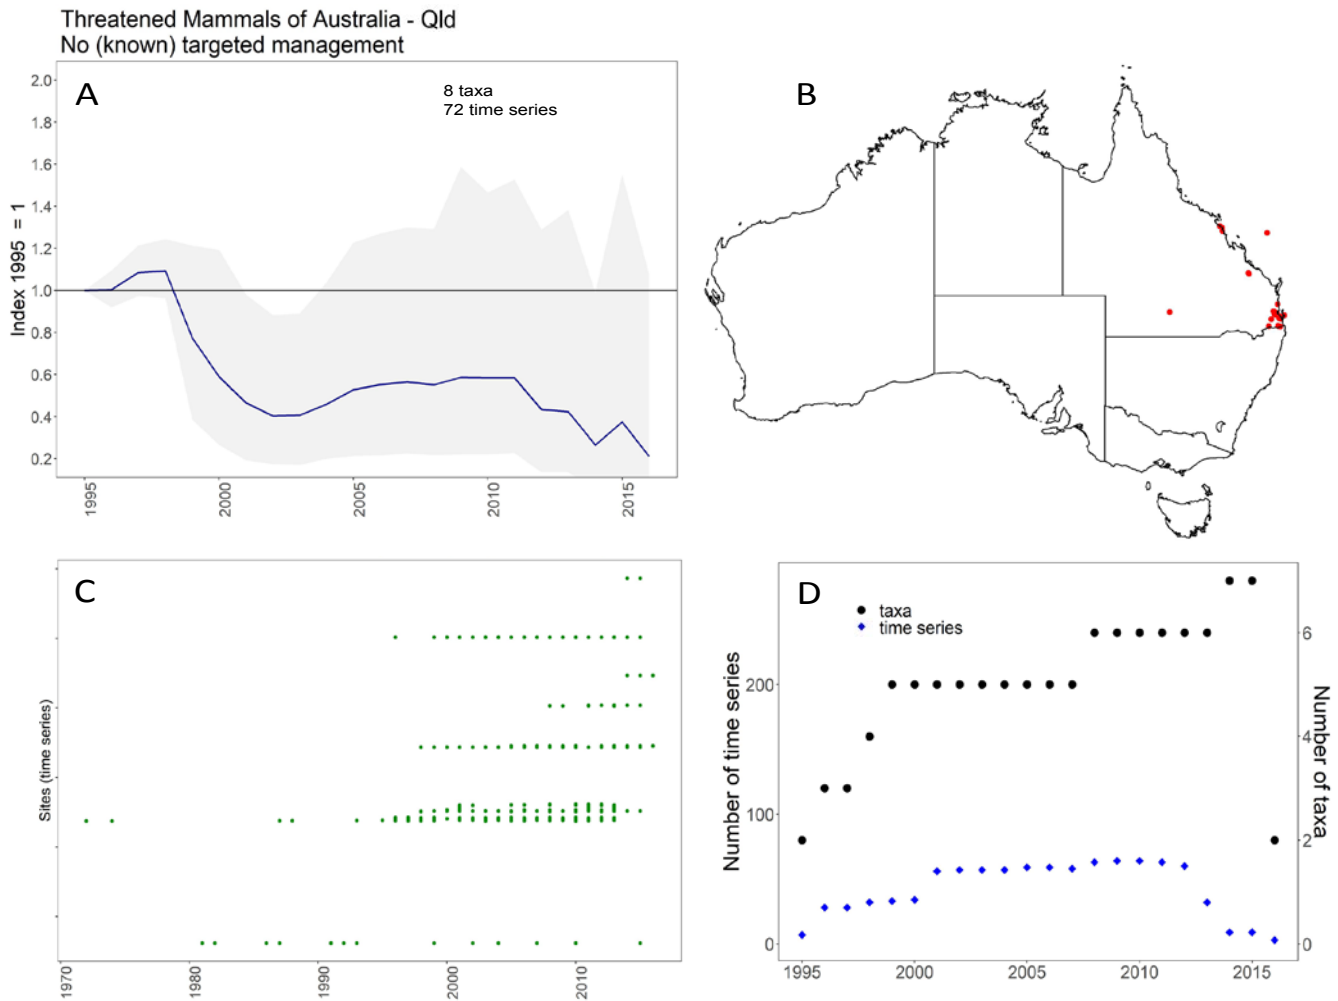 Threatened Mammals of Australia - Qld
No (known) targeted management
A
8 taxa
72 time series
Index 1995 = 1
2.0
1.8
1.6
1.4
1.2
1.0
0.8
0.6
0.4
0.2
1995
2000
2005
2010
2015
B
C
Sites (time series)
1970
1980
1990
2000
2010
D
taxa
time series
Number of time series
200
100
0
Number of taxa
6
4
2
0
1995
2000
2005
2010
2015